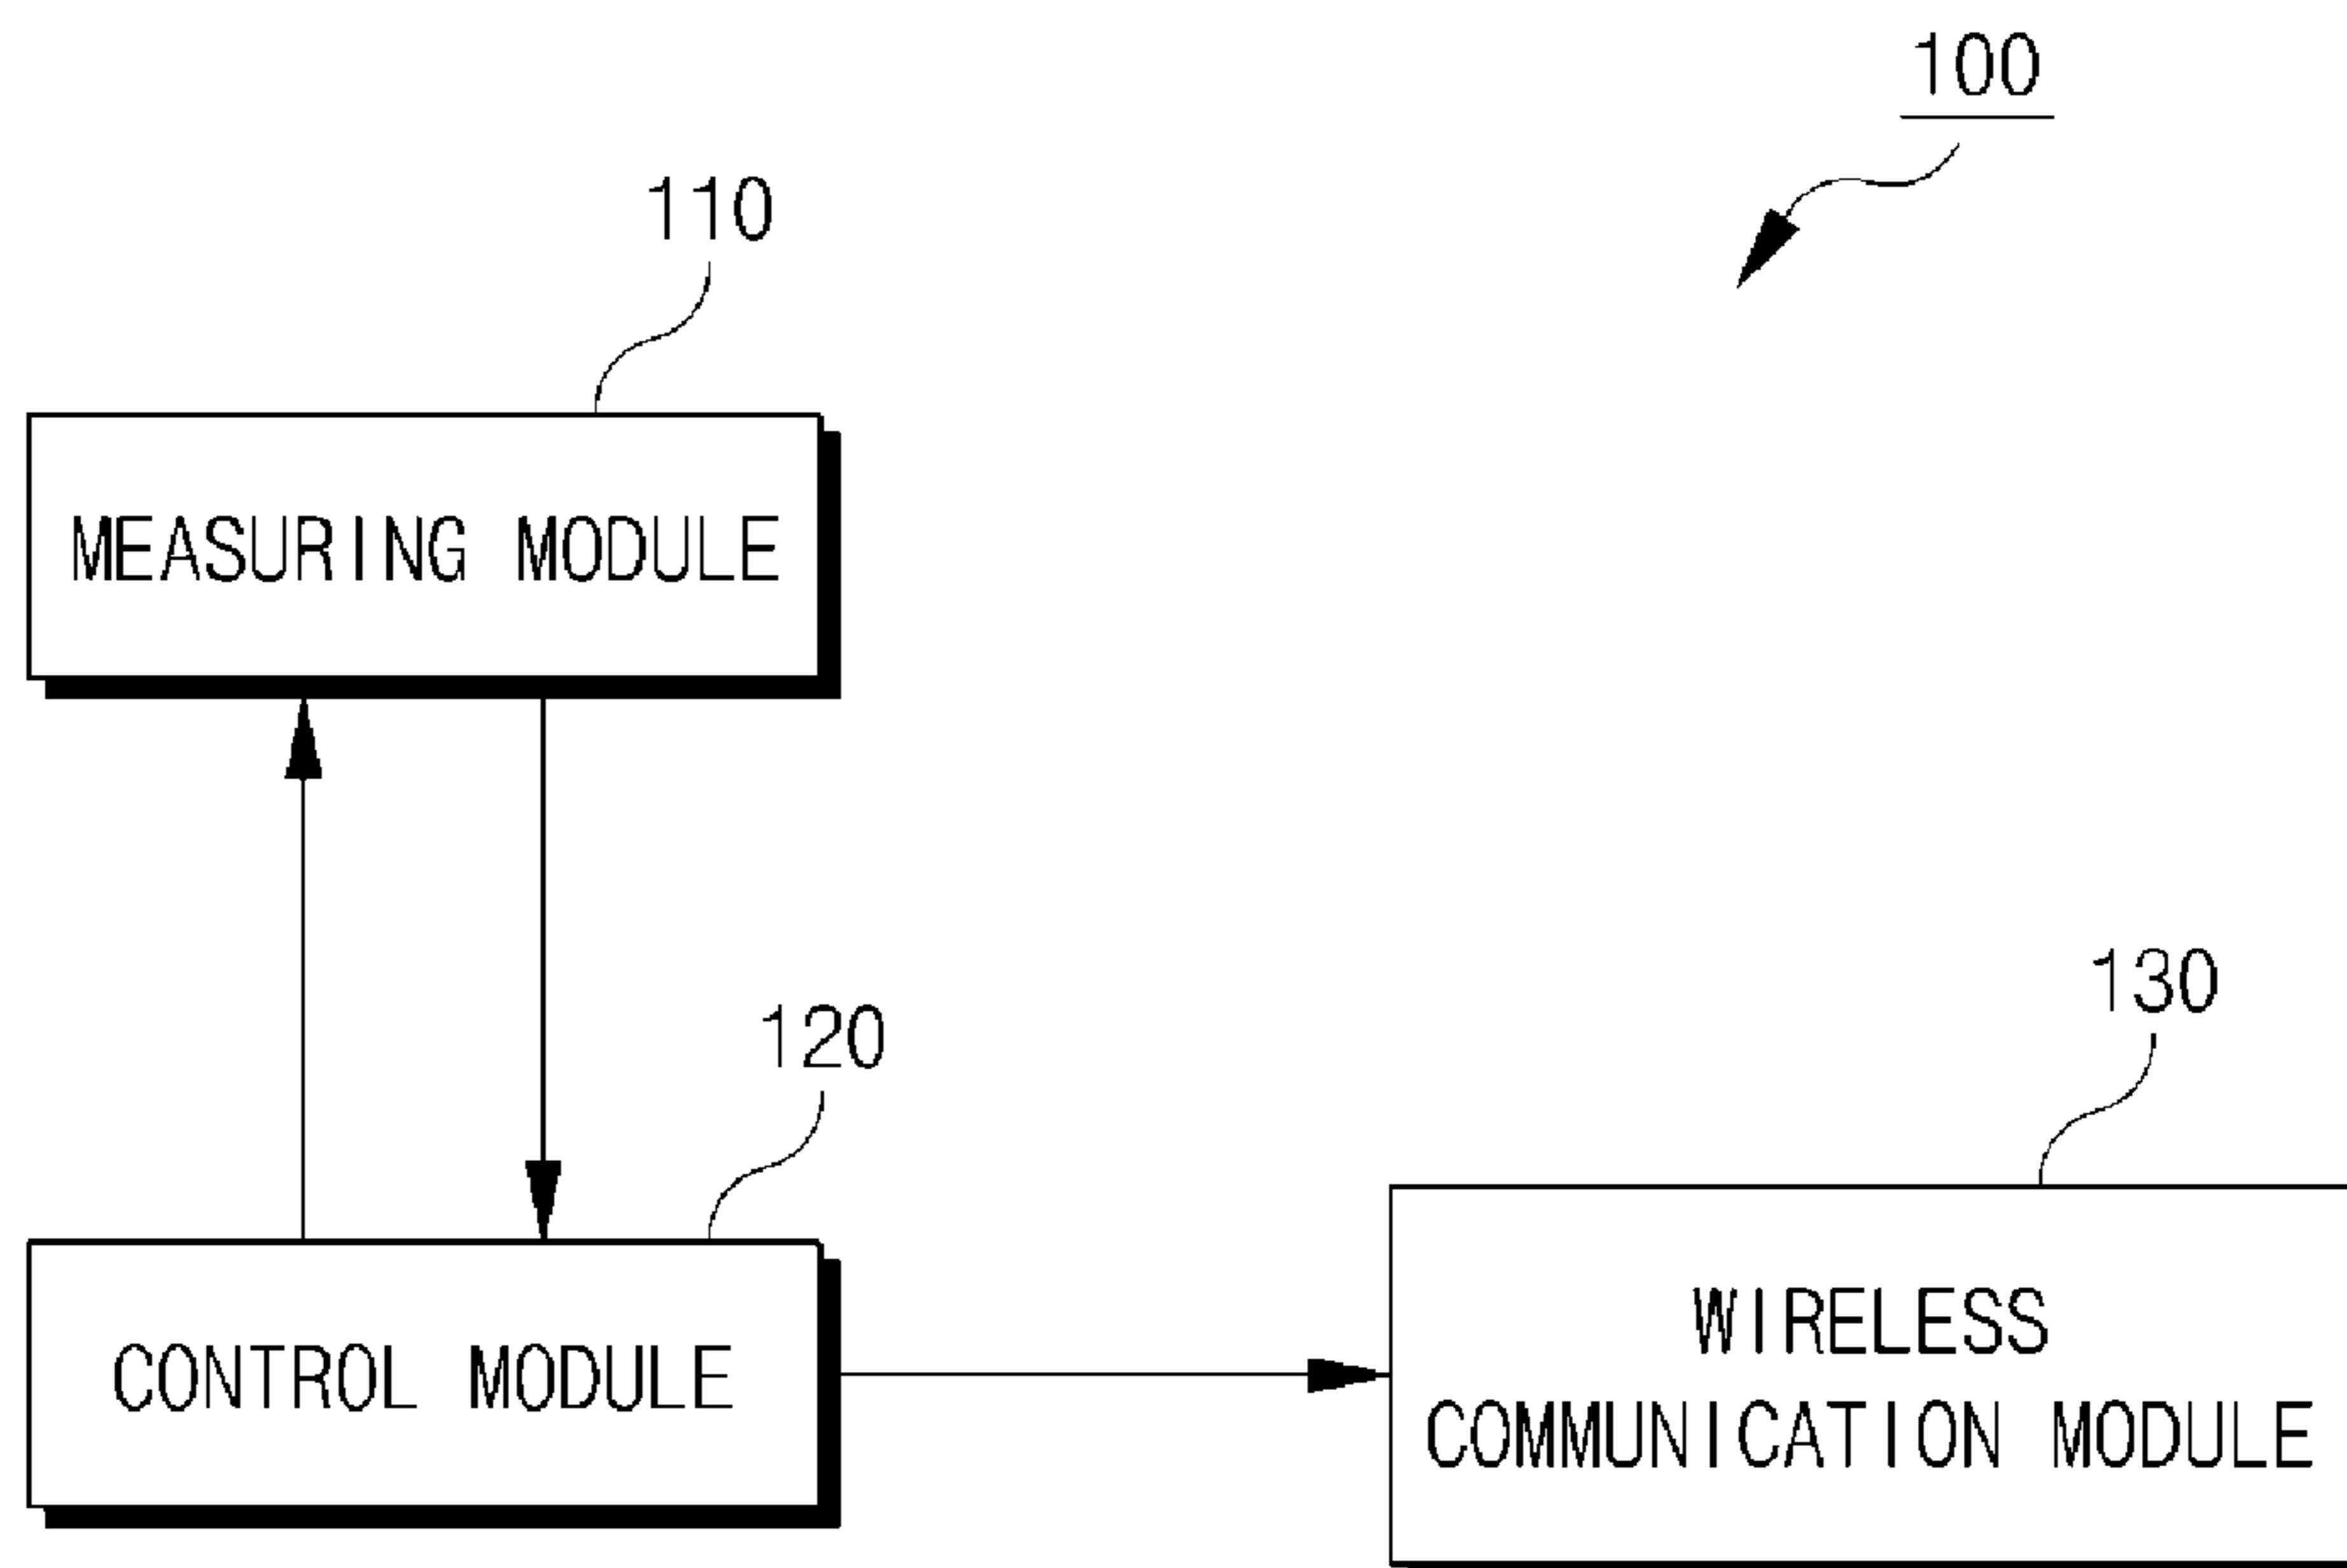 100
110
MEASURING MODULE
120
130
CONTROL MODULE
WIRELESS
COMMUNICATION MODULE